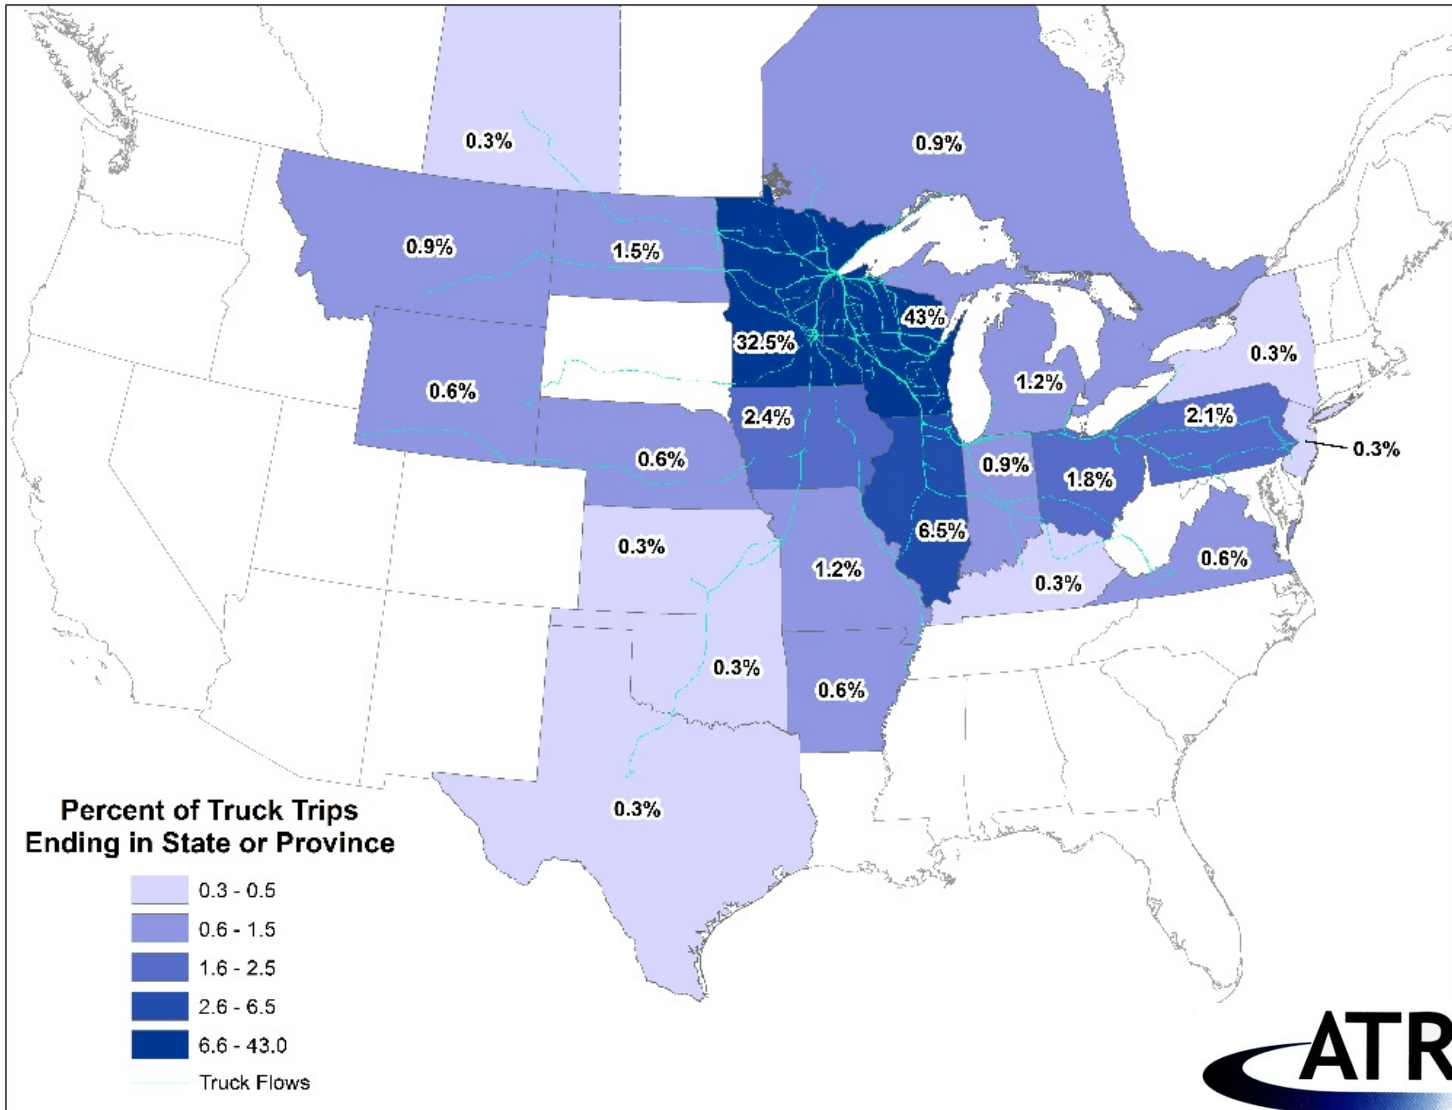 0.3%
0.9%
0.9%
1.5%
43%
32.5%
0.3%
1.2%
0.6%
2.4%
2.1%
0.3%
0.6%
0.9%
1.8%
6.5%
0.3%
1.2%
0.6%
0.3%
0.3%
0.6%
0.3%
Percent of Truck Trips
Ending in State or Province
0.3 - 0.5
0.6 - 1.5
1.6 - 2.5
2.6 - 6.5
6.6 - 43.0
Truck Flows
ATR